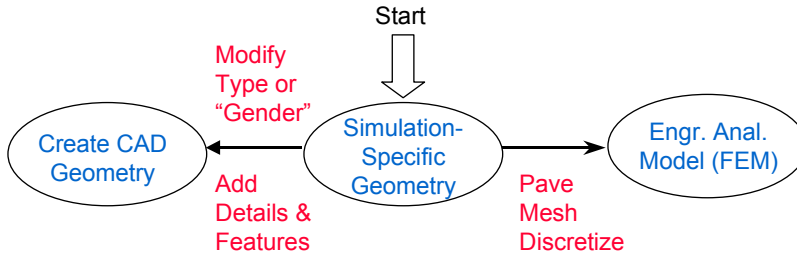 Start
Modify
Type or
“Gender”
Create CAD
Geometry
Simulation-
Specific
Geometry
Engr. Anal.
Model (FEM)
Add
Details &
Features
Pave
Mesh
Discretize